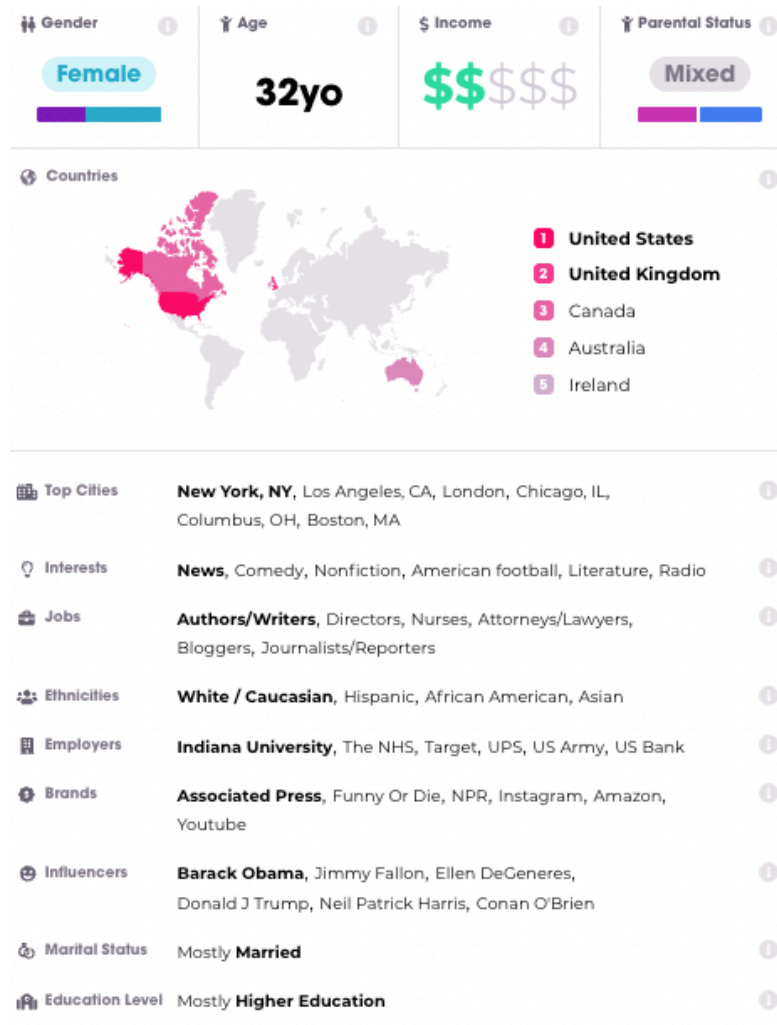 Gender
Age
$ Income
Parental Status
Female
32yo
$$$$$
Mixed
Countries
1 United States
2 United Kingdom
3 Canada
4 Australia
5 Ireland
Top Cities
New York, NY, Los Angeles, CA, London, Chicago, IL,
Columbus, OH, Boston, MA
Interests
News, Comedy, Nonfiction, American football, Literature, Radio
Jobs
Authors/Writers, Directors, Nurses, Attorneys/Lawyers,
Bloggers, Journalists/Reporters
Ethnicities
White / Caucasian, Hispanic, African American, Asian
Employers
Indiana University, The NHS, Target, UPS, US Army, US Bank
Brands
Associated Press, Funny Or Die, NPR, Instagram, Amazon,
Youtube
Influencers
Barack Obama, Jimmy Fallon, Ellen DeGeneres,
Donald J Trump, Neil Patrick Harris, Conan O'Brien
Marital Status
Mostly Married
Education Level
Mostly Higher Education